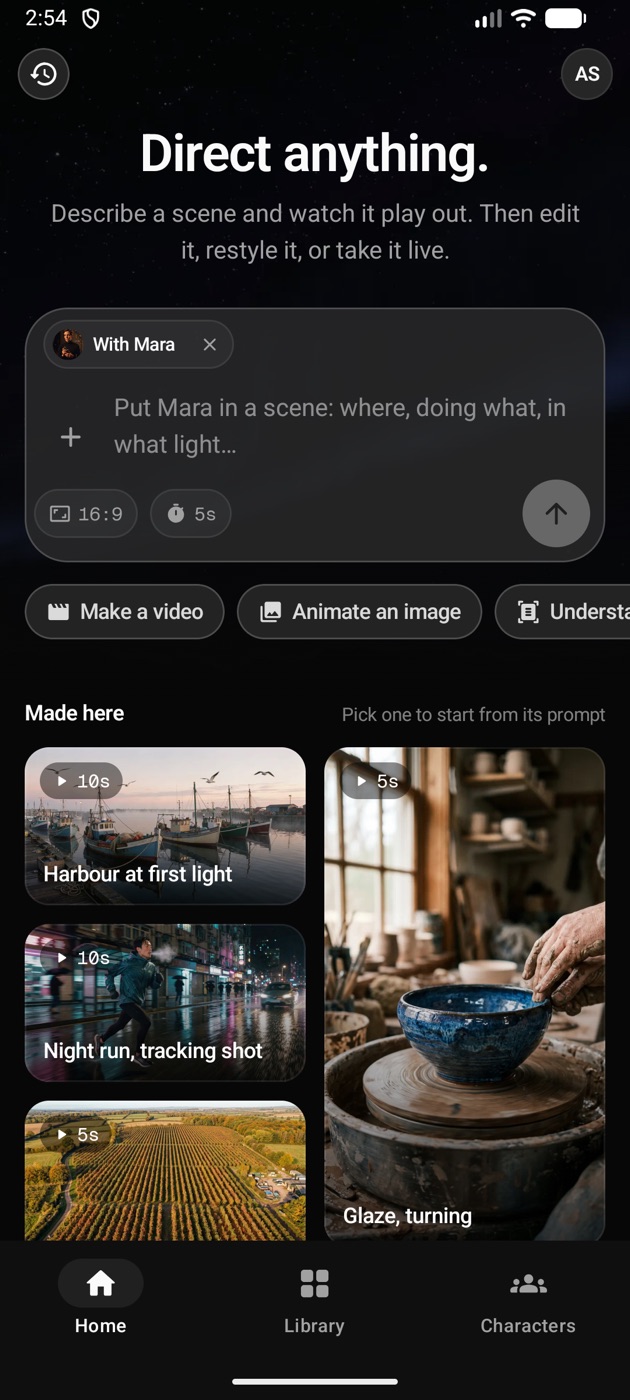 2:54
AS
Direct anything.
Describe a scene and watch it play out. Then edit
it, restyle it, or take it live.
With Mara
Put Mara in a scene: where, doing what, in
what light…
16:9
5s
Make a video
Animate an image
Understa
Made here
Pick one to start from its prompt
10s
Harbour at first light
10s
Night run, tracking shot
5s
5s
Glaze, turning
Home
Library
Characters